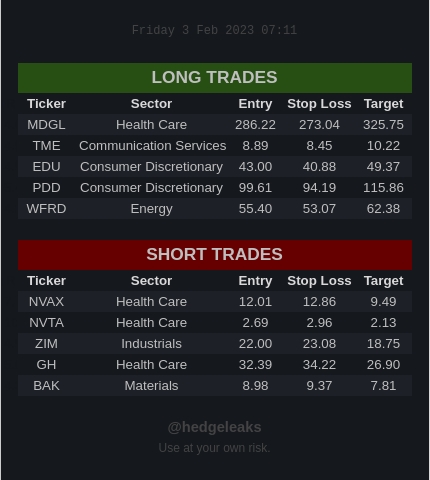 Friday 3 Feb 2023 07:11
LONG TRADES
Ticker Sector Entry Stop Loss Target
MDGL Health Care 286.22 273.04 325.75
TME Communication Services 8.89 8.45 10.22
EDU Consumer Discretionary 43.00 40.88 49.37
PDD Consumer Discretionary 99.61 94.19 115.86
WFRD Energy 55.40 53.07 62.38
SHORT TRADES
Ticker Sector Entry Stop Loss Target
NVAX Health Care 12.01 12.86 9.49
NVTA Health Care 2.69 2.96 2.13
ZIM Industrials 22.00 23.08 18.75
GH Health Care 32.39 34.22 26.90
BAK Materials 8.98 9.37 7.81
@hedgeleaks
Use at your own risk.